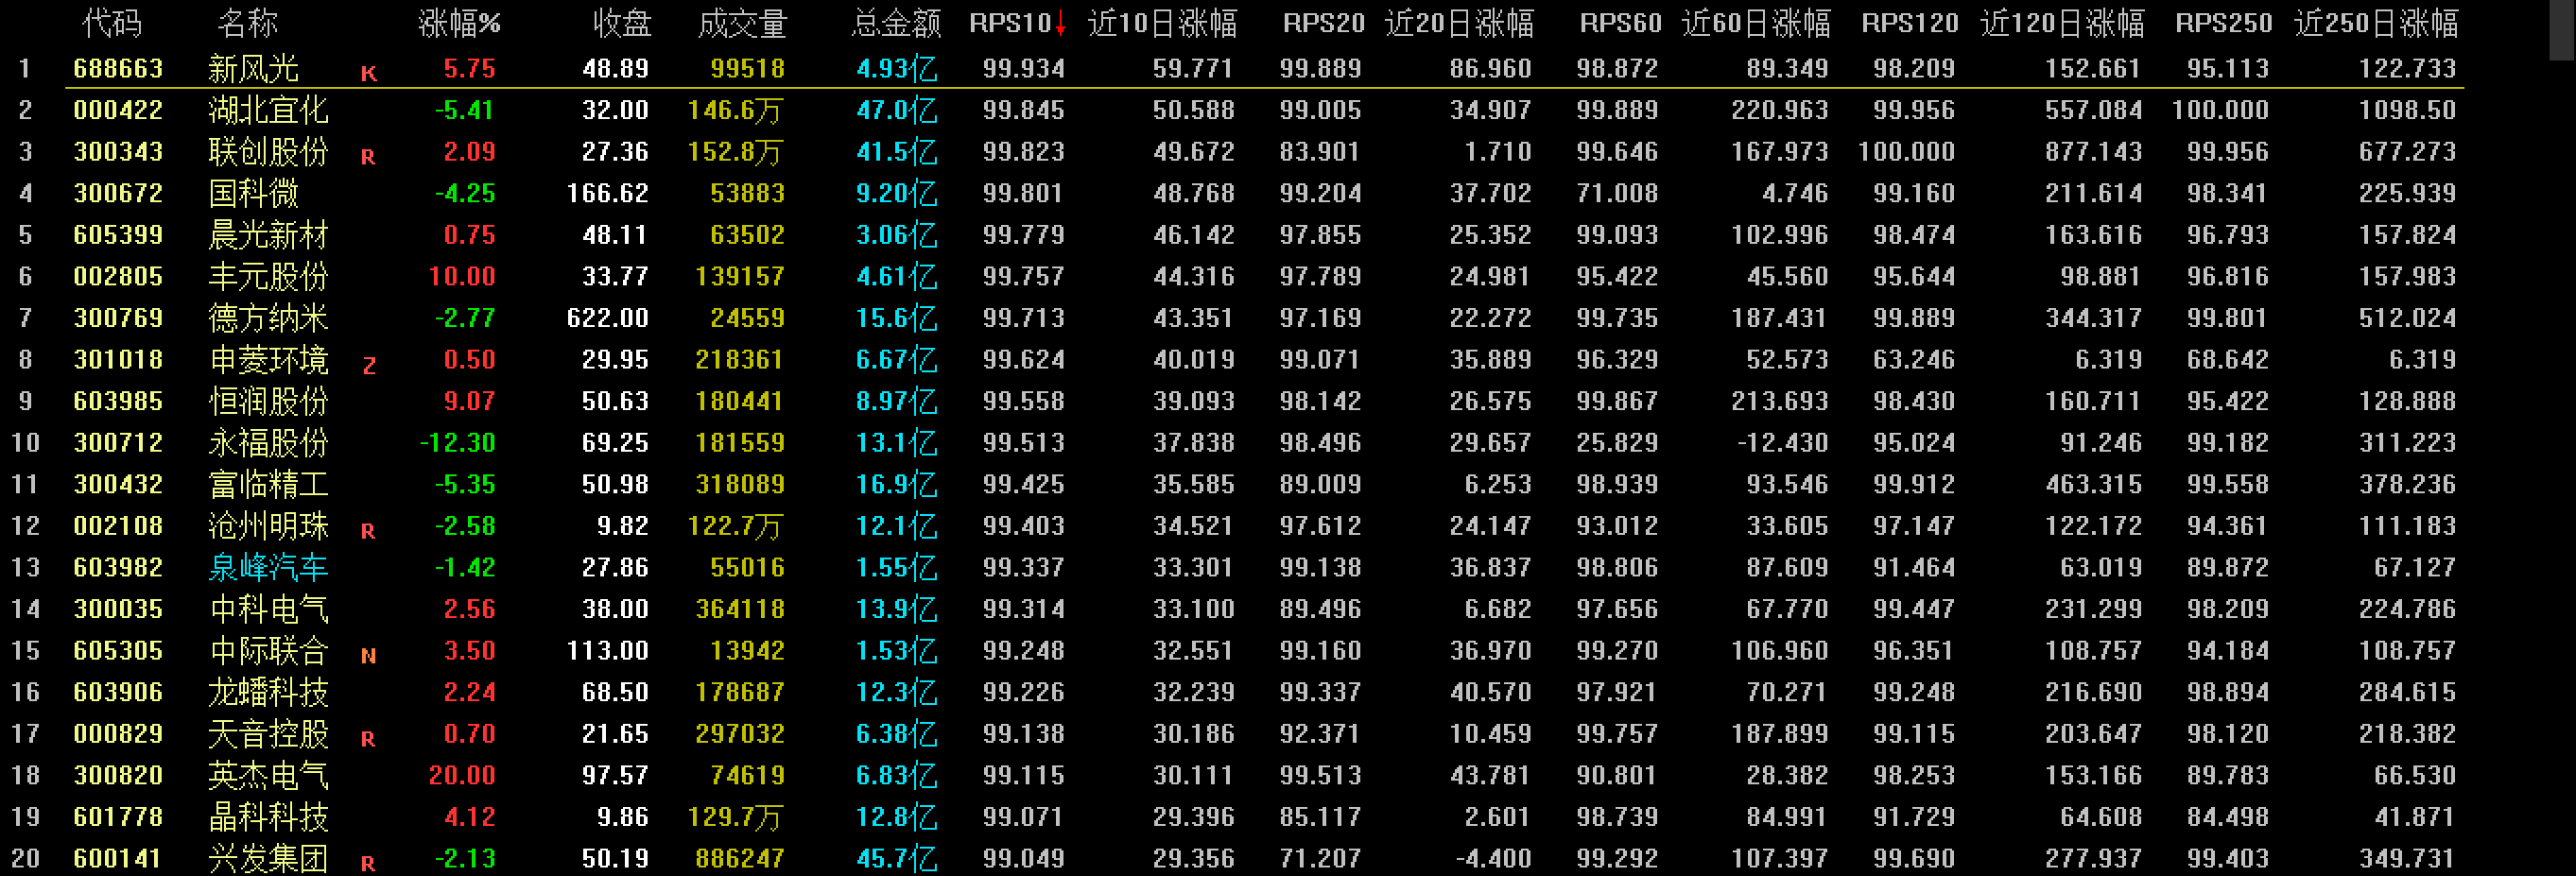 代码 名称 涨幅% 收盘 成交量 总金额 RPS10↓ 近10日涨幅 RPS20 近20日涨幅 RPS60 近60日涨幅 RPS120 近120日涨幅 RPS250 近250日涨幅
1 688663 新风光 K 5.75 48.89 99518 4.93亿 99.934 59.771 99.889 86.960 98.872 89.349 98.209 152.661 95.113 122.733
2 000422 湖北宜化 -5.41 32.00 146.6万 47.0亿 99.845 50.588 99.005 34.907 99.889 220.963 99.956 557.084 100.000 1098.50
3 300343 联创股份 R 2.09 27.36 152.8万 41.5亿 99.823 49.672 83.901 1.710 99.646 167.973 100.000 877.143 99.956 677.273
4 300672 国科微 -4.25 166.62 53883 9.20亿 99.801 48.768 99.204 37.702 71.008 4.746 99.160 211.614 98.341 225.939
5 605399 晨光新材 0.75 48.11 63502 3.06亿 99.779 46.142 97.855 25.352 99.093 102.996 98.474 163.616 96.793 157.824
6 002805 丰元股份 10.00 33.77 139157 4.61亿 99.757 44.316 97.789 24.981 95.422 45.560 95.644 98.881 96.816 157.983
7 300769 德方纳米 -2.77 622.00 24559 15.6亿 99.713 43.351 97.169 22.272 99.735 187.431 99.889 344.317 99.801 512.024
8 301018 申菱环境 Z 0.50 29.95 218361 6.67亿 99.624 40.019 99.071 35.889 96.329 52.573 63.246 6.319 68.642 6.319
9 603985 恒润股份 9.07 50.63 180441 8.97亿 99.558 39.093 98.142 26.575 99.867 213.693 98.430 160.711 95.422 128.888
10 300712 永福股份 -12.30 69.25 181559 13.1亿 99.513 37.838 98.496 29.657 25.829 -12.430 95.024 91.246 99.182 311.223
11 300432 富临精工 -5.35 50.98 318089 16.9亿 99.425 35.585 89.009 6.253 98.939 93.546 99.912 463.315 99.558 378.236
12 002108 沧州明珠 R -2.58 9.82 122.7万 12.1亿 99.403 34.521 97.612 24.147 93.012 33.605 97.147 122.172 94.361 111.183
13 603982 泉峰汽车 -1.42 27.86 55016 1.55亿 99.337 33.301 99.138 36.837 98.806 87.609 91.464 63.019 89.872 67.127
14 300035 中科电气 2.56 38.00 364118 13.9亿 99.314 33.100 89.496 6.682 97.656 67.770 99.447 231.299 98.209 224.786
15 605305 中际联合 N 3.50 113.00 13942 1.53亿 99.248 32.551 99.160 36.970 99.270 106.960 96.351 108.757 94.184 108.757
16 603906 龙蟠科技 2.24 68.50 178687 12.3亿 99.226 32.239 99.337 40.570 97.921 70.271 99.248 216.690 98.894 284.615
17 000829 天音控股 R 0.70 21.65 297032 6.38亿 99.138 30.186 92.371 10.459 99.757 187.899 99.115 203.647 98.120 218.382
18 300820 英杰电气 20.00 97.57 74619 6.83亿 99.115 30.111 99.513 43.781 90.801 28.382 98.253 153.166 89.783 66.530
19 601778 晶科科技 4.12 9.86 129.7万 12.8亿 99.071 29.396 85.117 2.601 98.739 84.991 91.729 64.608 84.498 41.871
20 600141 兴发集团 R -2.13 50.19 886247 45.7亿 99.049 29.356 71.207 -4.400 99.292 107.397 99.690 277.937 99.403 349.731